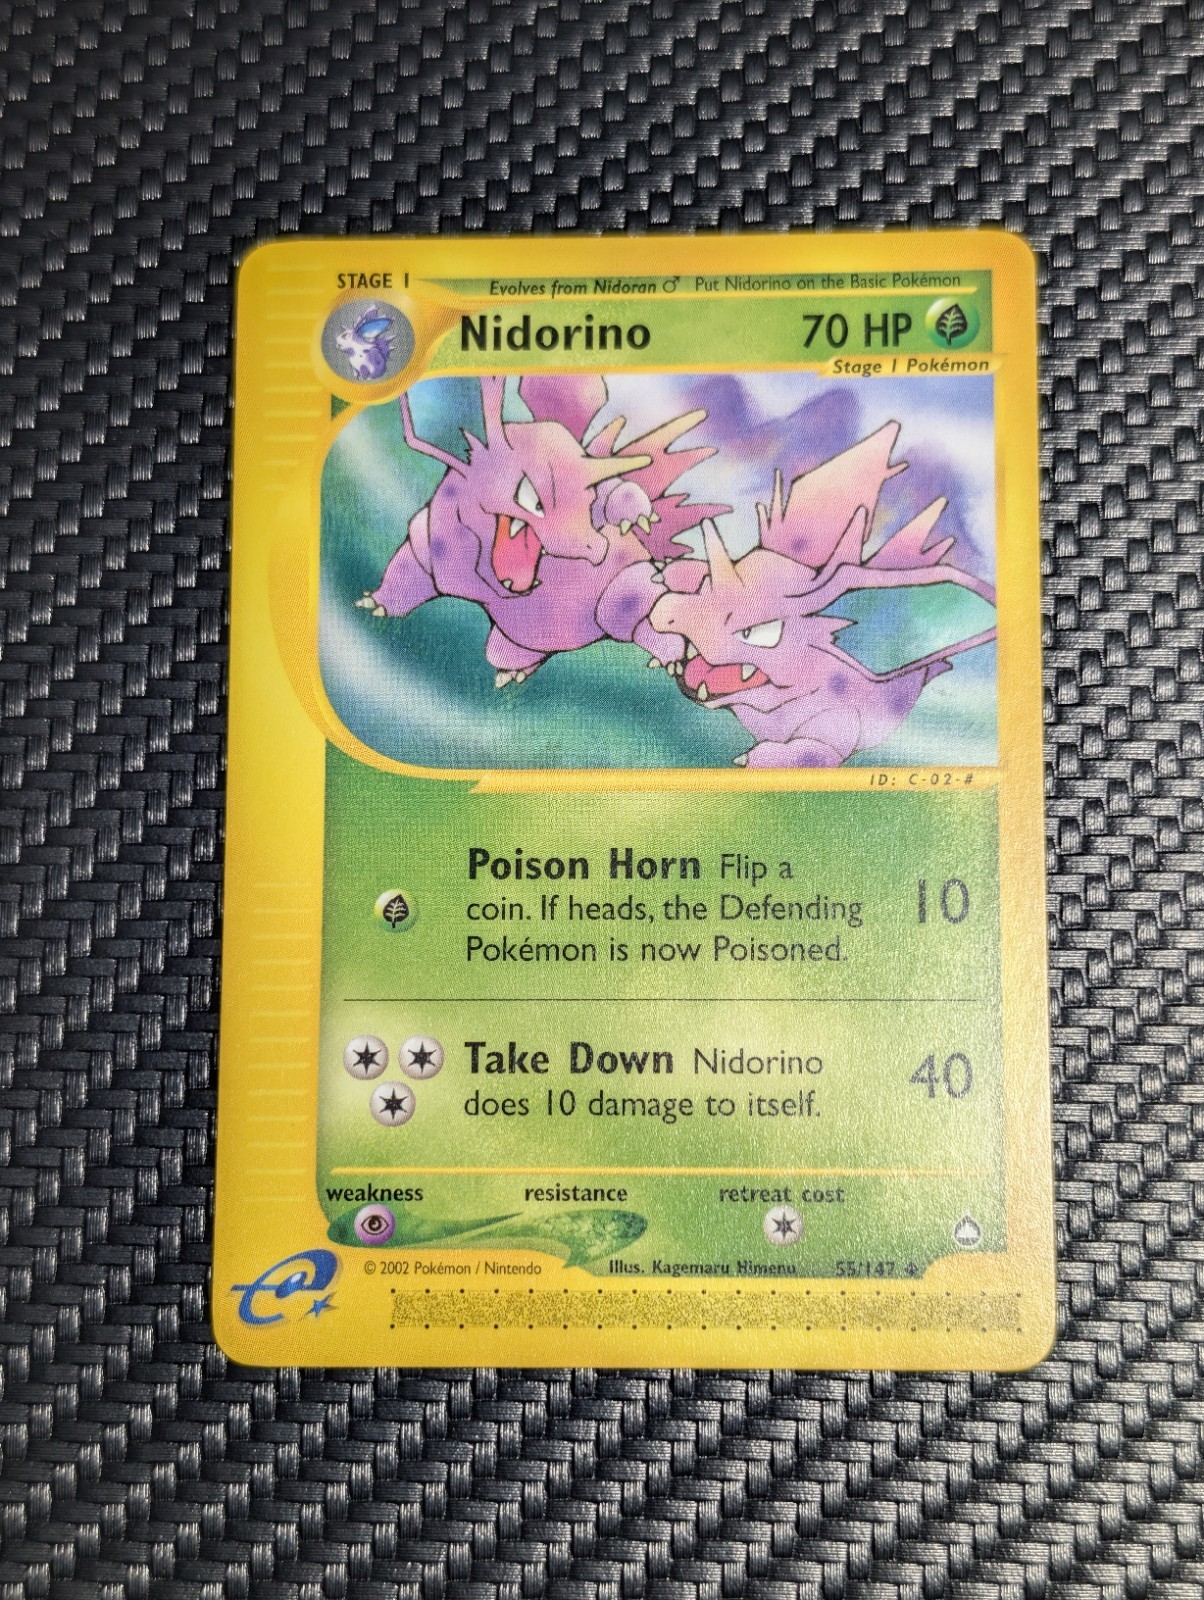 STAGE 1
Evolves from Nidoran ♂ Put Nidorino on the Basic Pokémon
Nidorino 70 HP
Stage 1 Pokémon
ID: C-02-#
Poison Horn Flip a
coin. If heads, the Defending
Pokémon is now Poisoned.
10
Take Down Nidorino
does 10 damage to itself.
40
weakness resistance retreat cost
e
© 2002 Pokémon / Nintendo Illus. Kagemaru Himeno 55/147 ◆